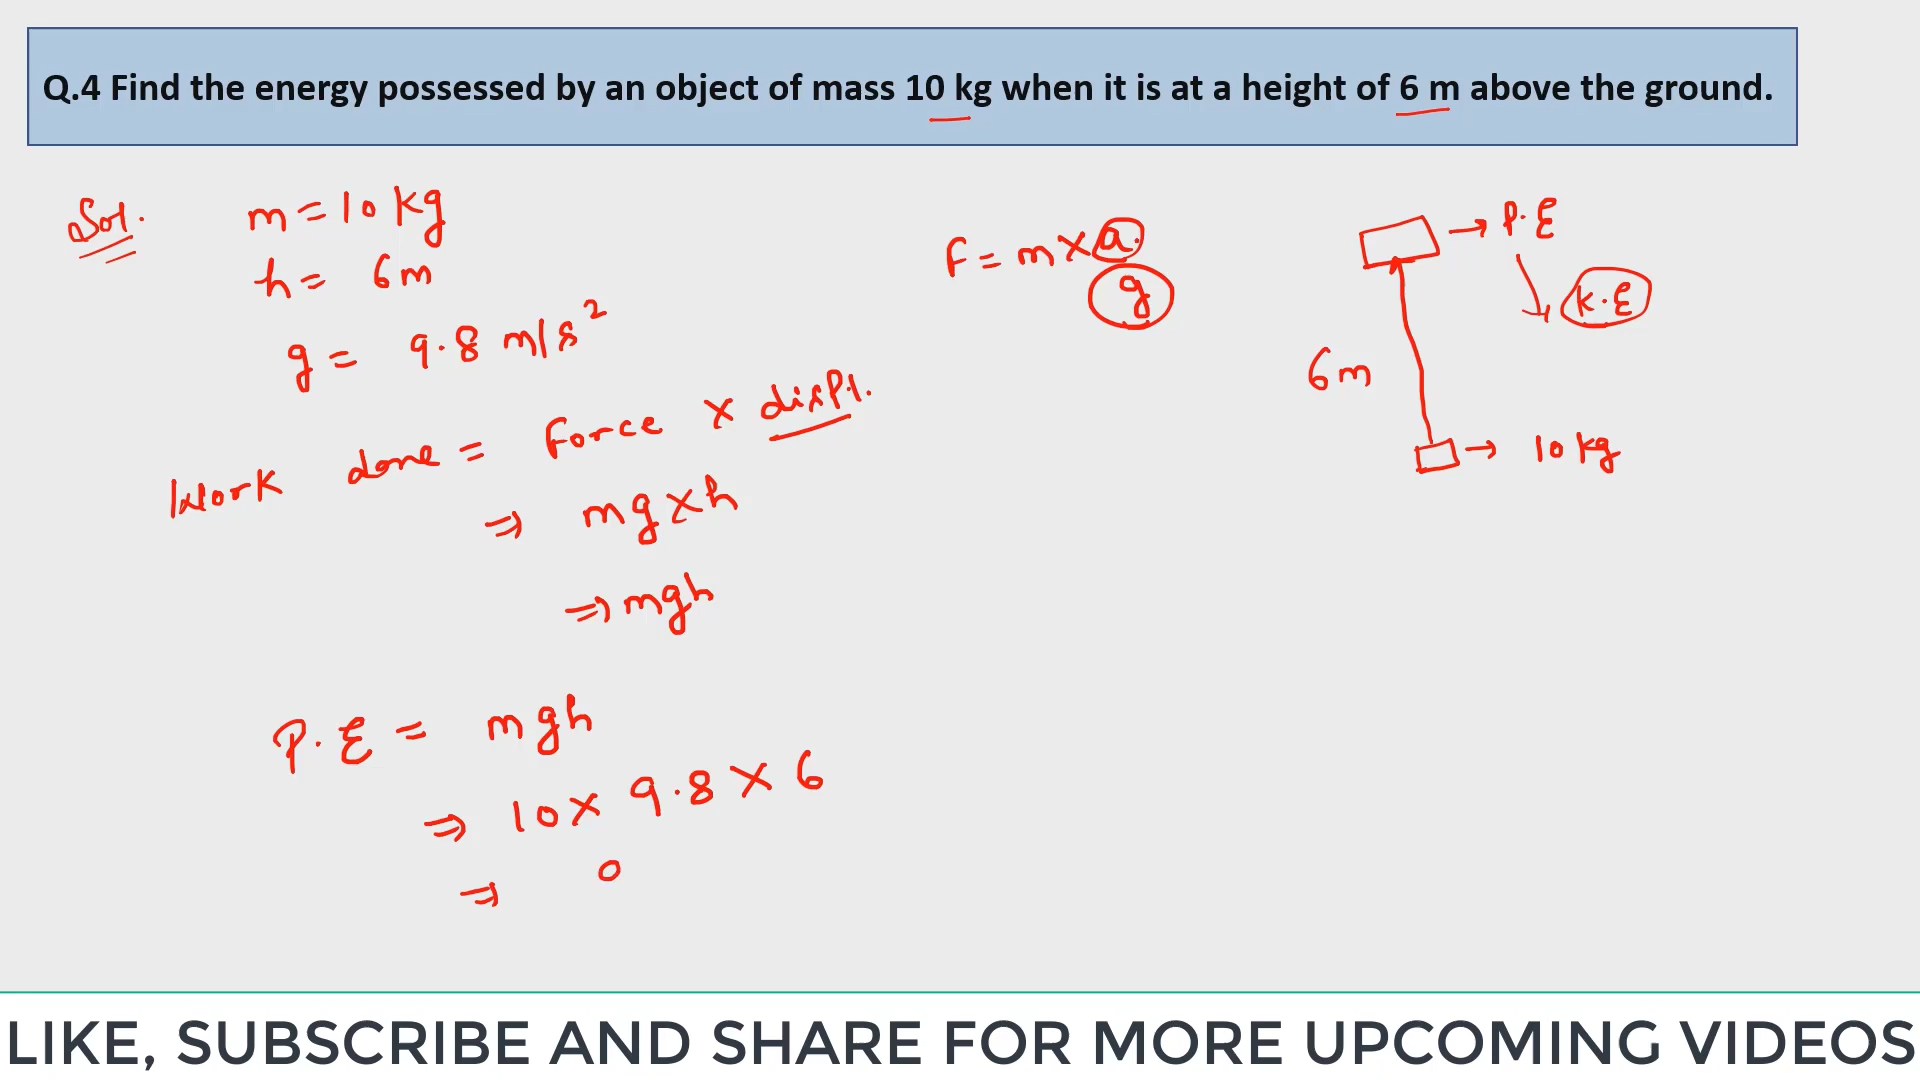 Q.4 Find the energy possessed by an object of mass 10 kg when it is at a height of 6 m above the ground.
Sol.
m = 10 kg
h = 6m
g = 9.8 m/s²
F = m × a
g
P.E
K.E
6m
10 kg
Work done = Force × displ.
⇒ mg × h
⇒ mgh
P.E = mgh
⇒ 10 × 9.8 × 6
⇒ 0
LIKE, SUBSCRIBE AND SHARE FOR MORE UPCOMING VIDEOS